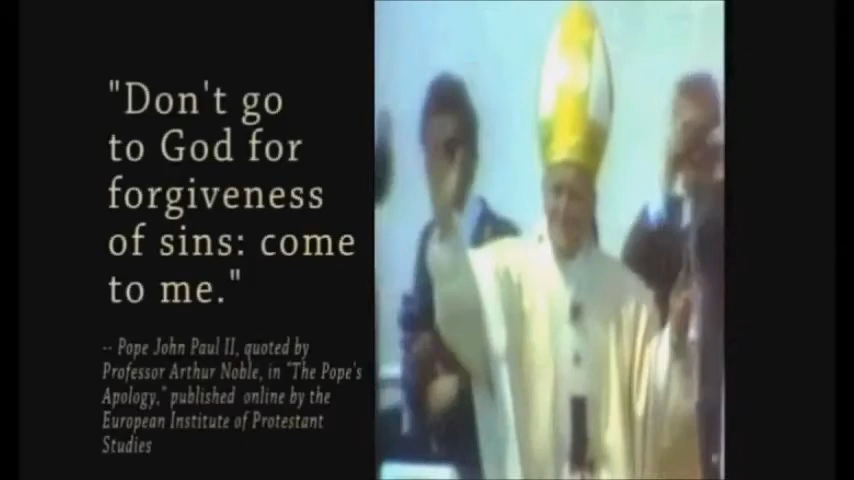 "Don't go
to God for
forgiveness
of sins: come
to me."
-- Pope John Paul II, quoted by
Professor Arthur Noble, in "The Pope's
Apology," published online by the
European Institute of Protestant
Studies